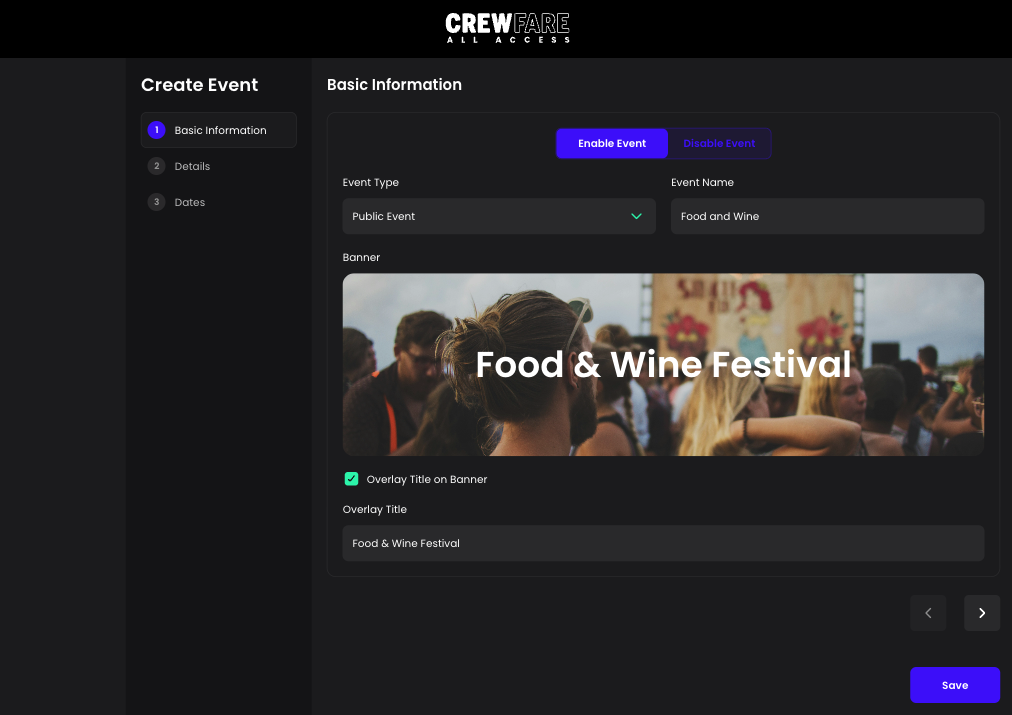 CREWFARE
ALL ACCESS
Create Event
1 Basic Information
2 Details
3 Dates
Basic Information
Enable Event Disable Event
Event Type Event Name
Public Event Food and Wine
Banner
Food & Wine Festival
Overlay Title on Banner
Overlay Title
Food & Wine Festival
Save